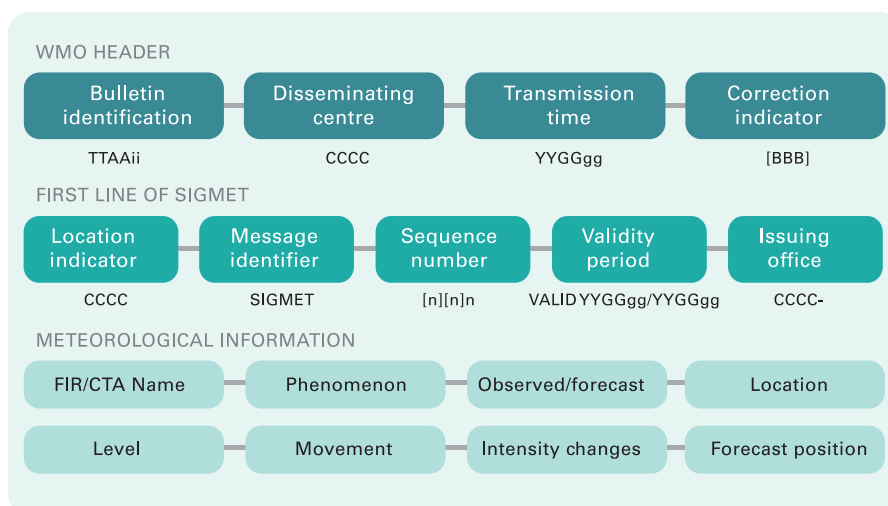 WMO HEADER
Bulletin identification
Disseminating centre
Transmission time
Correction indicator
TTAAii
CCCC
YYGGgg
[BBB]
FIRST LINE OF SIGMET
Location indicator
Message identifier
Sequence number
Validity period
Issuing office
CCCC
SIGMET
[n][n]n
VALID YYGGgg/YYGGgg
CCCC-
METEOROLOGICAL INFORMATION
FIR/CTA Name
Phenomenon
Observed/forecast
Location
Level
Movement
Intensity changes
Forecast position